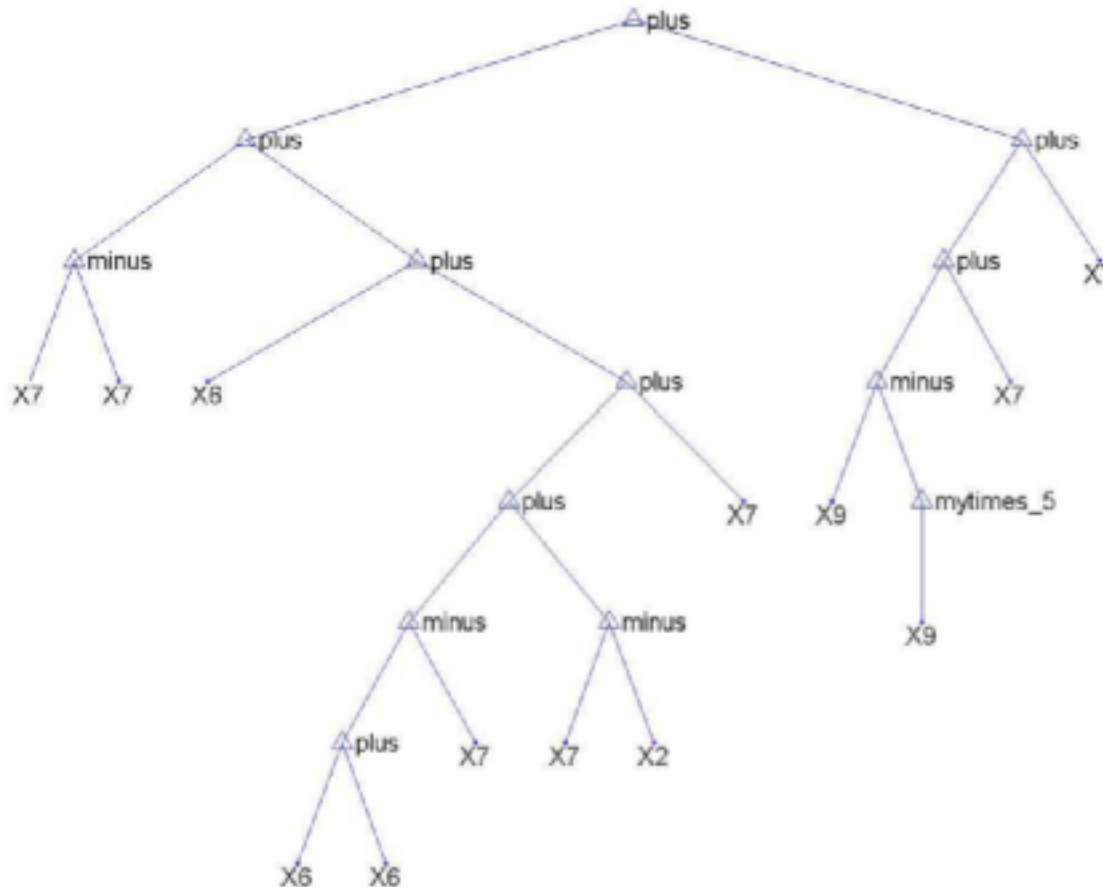 plus
plus plus
minus plus plus X
X7 X7 X6 plus minus X7
plus X7 X9 mytimes_5
minus minus X9
plus X7 X7 X2
X6 X6